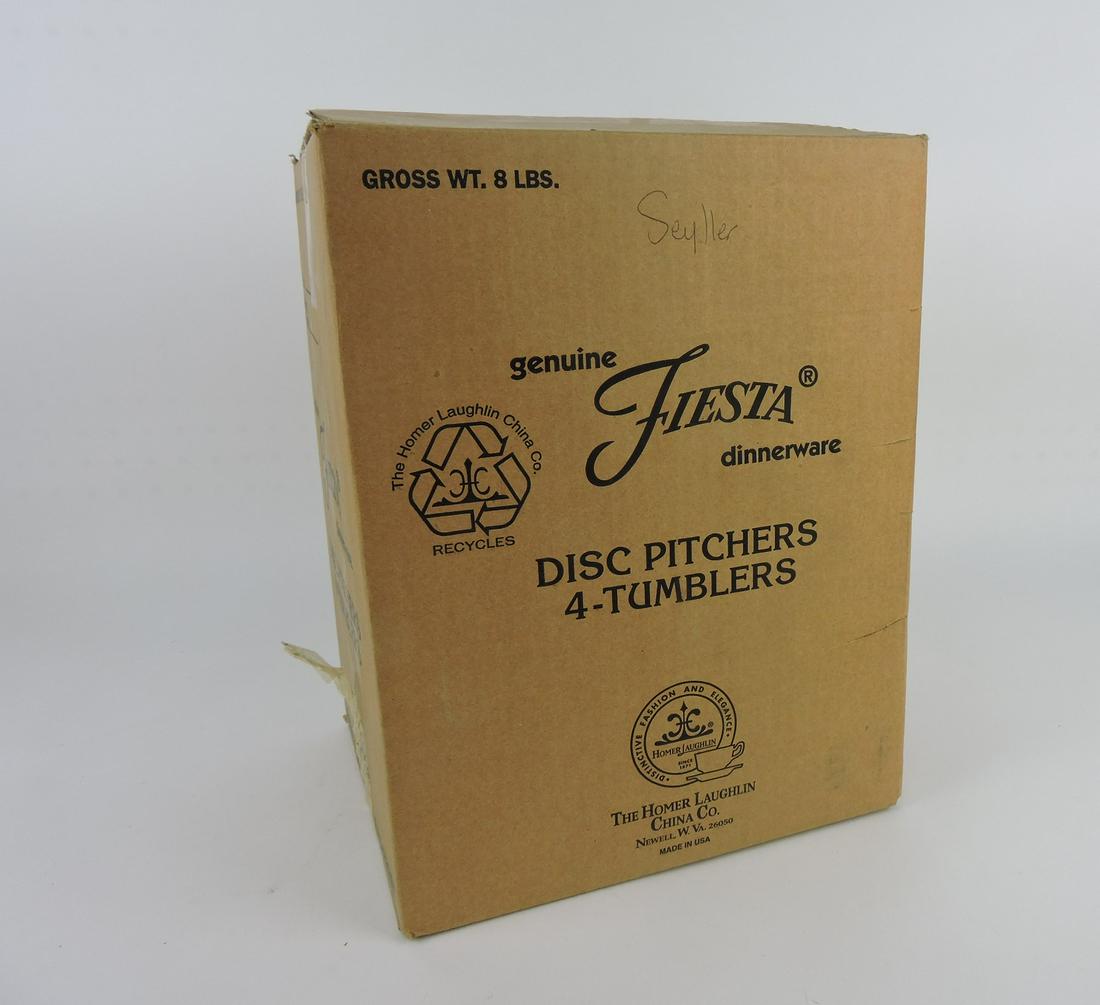 GROSS WT. 8 LBS.
Seyller
genuine
FIESTA®
dinnerware
The Homer Laughlin China Co.
RECYCLES
DISC PITCHERS
4-TUMBLERS
• DISTINCTIVE FASHION AND ELEGANCE •
HOMER LAUGHLIN ®
SINCE
1871
THE HOMER LAUGHLIN
CHINA CO.
NEWELL, W. VA. 26050
MADE IN USA